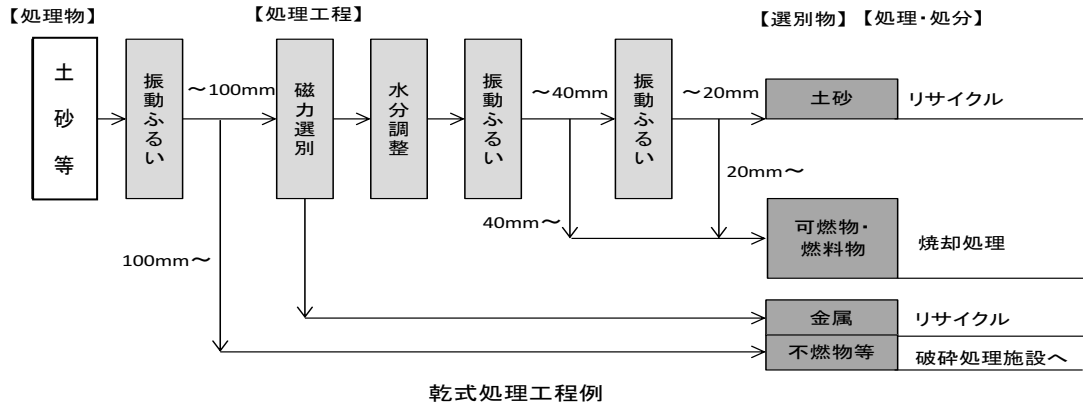 【処理物】
【処理工程】
【選別物】【処理・処分】
土砂等
振動ふるい
～100mm
磁力選別
水分調整
振動ふるい
～40mm
振動ふるい
～20mm
土砂
リサイクル
20mm～
40mm～
100mm～
可燃物・
燃料物
焼却処理
金属
リサイクル
不燃物等
破砕処理施設へ
乾式処理工程例